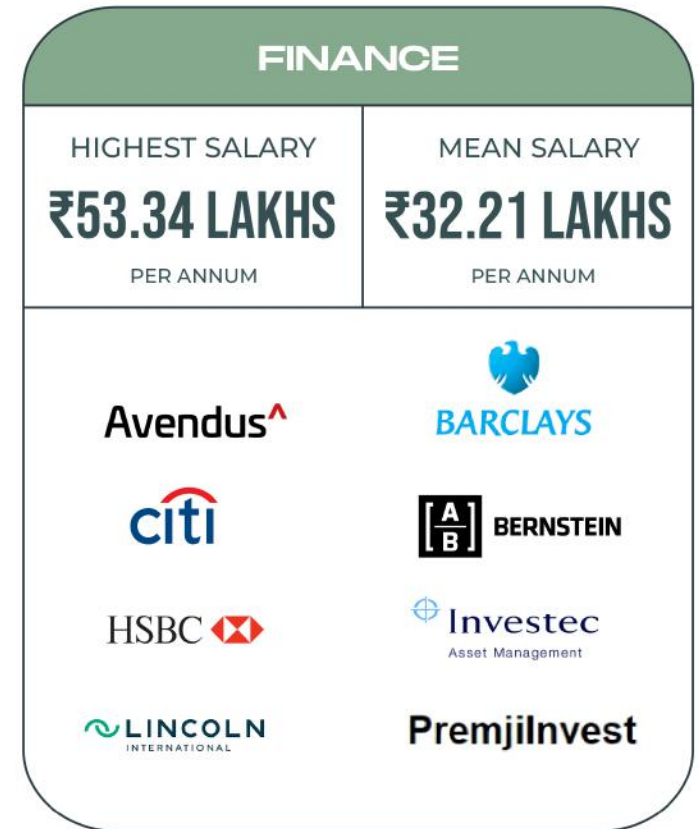 FINANCE
HIGHEST SALARY
₹53.34 LAKHS
PER ANNUM
MEAN SALARY
₹32.21 LAKHS
PER ANNUM
Avendus^
BARCLAYS
citi
[A
B] BERNSTEIN
HSBC
Investec
Asset Management
LINCOLN
INTERNATIONAL
PremjiInvest